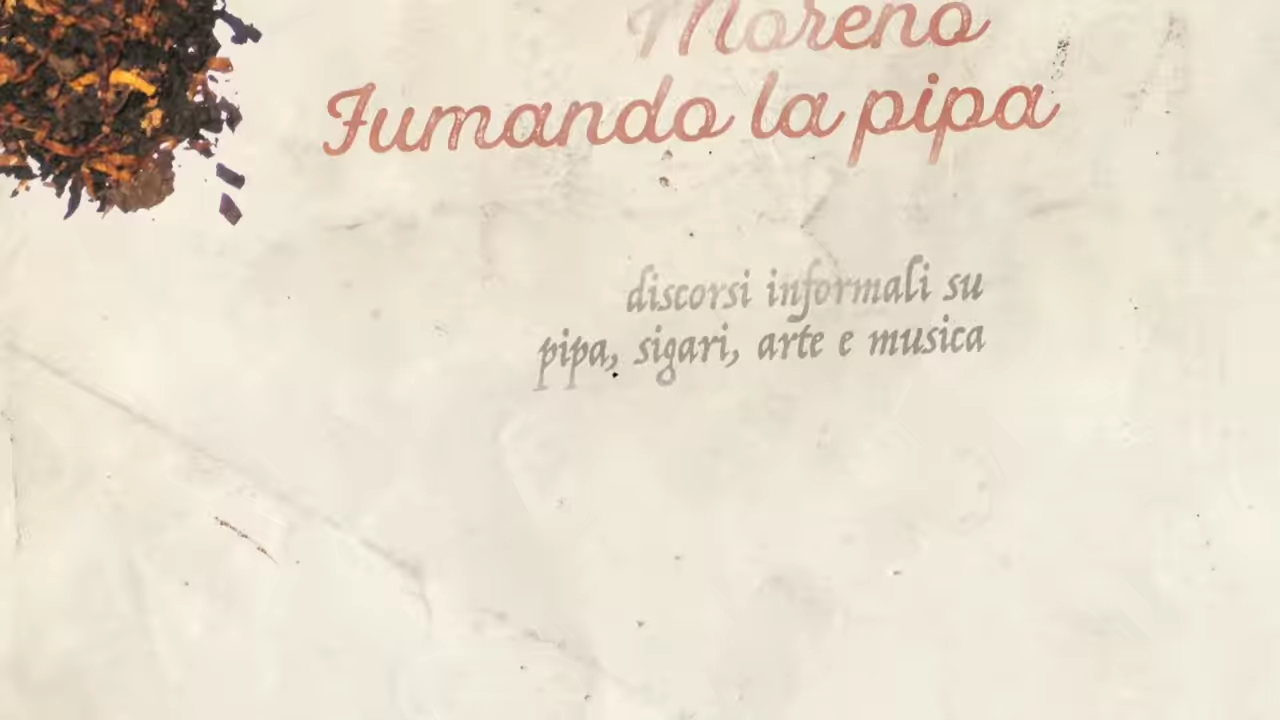 Moreno
Fumando la pipa
discorsi informali su
pipa, sigari, arte e musica